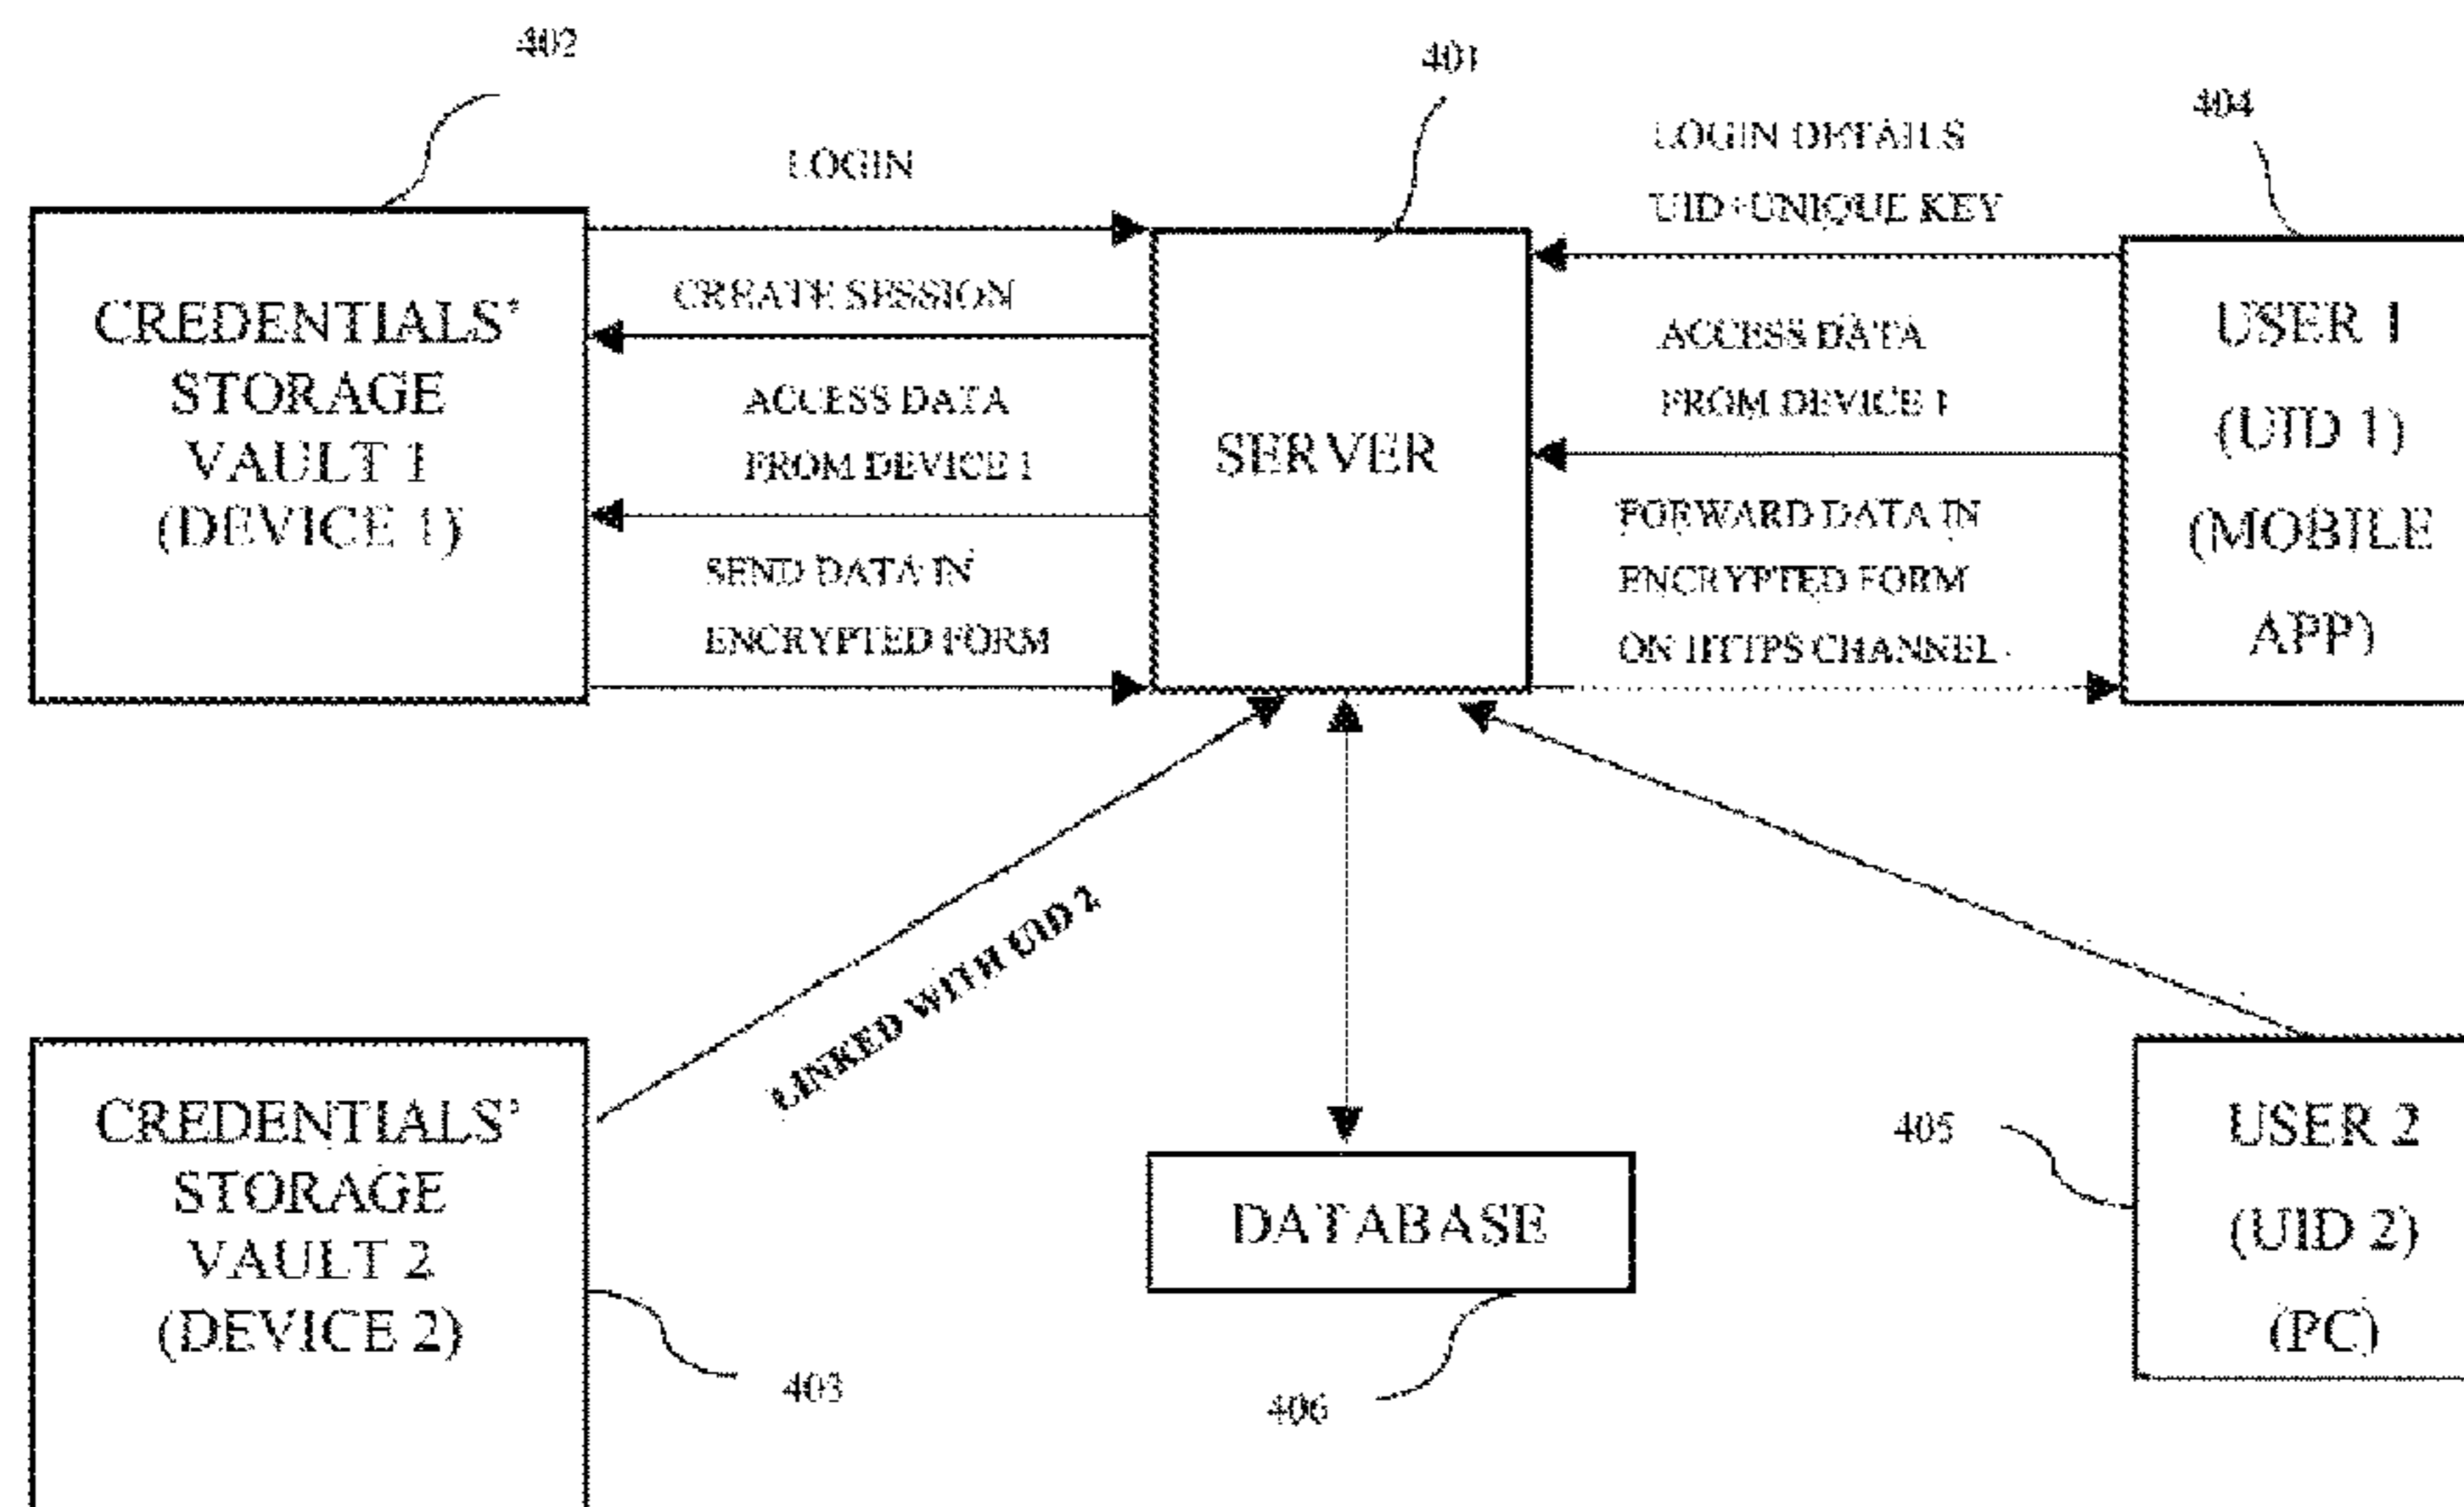 402
401
404
LOGIN
LOGIN DETAILS
UID+UNIQUE KEY
CREDENTIALS'
STORAGE
VAULT 1
(DEVICE 1)
CREATE SESSION
ACCESS DATA
FROM DEVICE 1
SEND DATA IN
ENCRYPTED FORM
SERVER
ACCESS DATA
FROM DEVICE 1
FORWARD DATA IN
ENCRYPTED FORM
ON HTTPS CHANNEL
USER 1
(UID 1)
(MOBILE
APP)
LINKED WITH UID 2
CREDENTIALS'
STORAGE
VAULT 2
(DEVICE 2)
403
DATABASE
406
405
USER 2
(UID 2)
(PC)